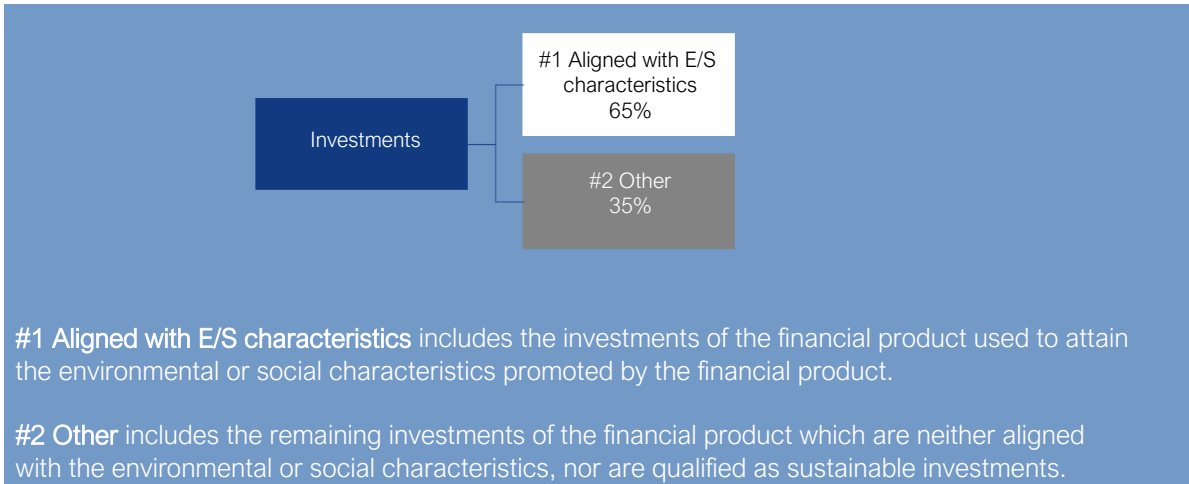 #1 Aligned with E/S
characteristics
65%
Investments
#2 Other
35%
#1 Aligned with E/S characteristics includes the investments of the financial product used to attain
the environmental or social characteristics promoted by the financial product.
#2 Other includes the remaining investments of the financial product which are neither aligned
with the environmental or social characteristics, nor are qualified as sustainable investments.